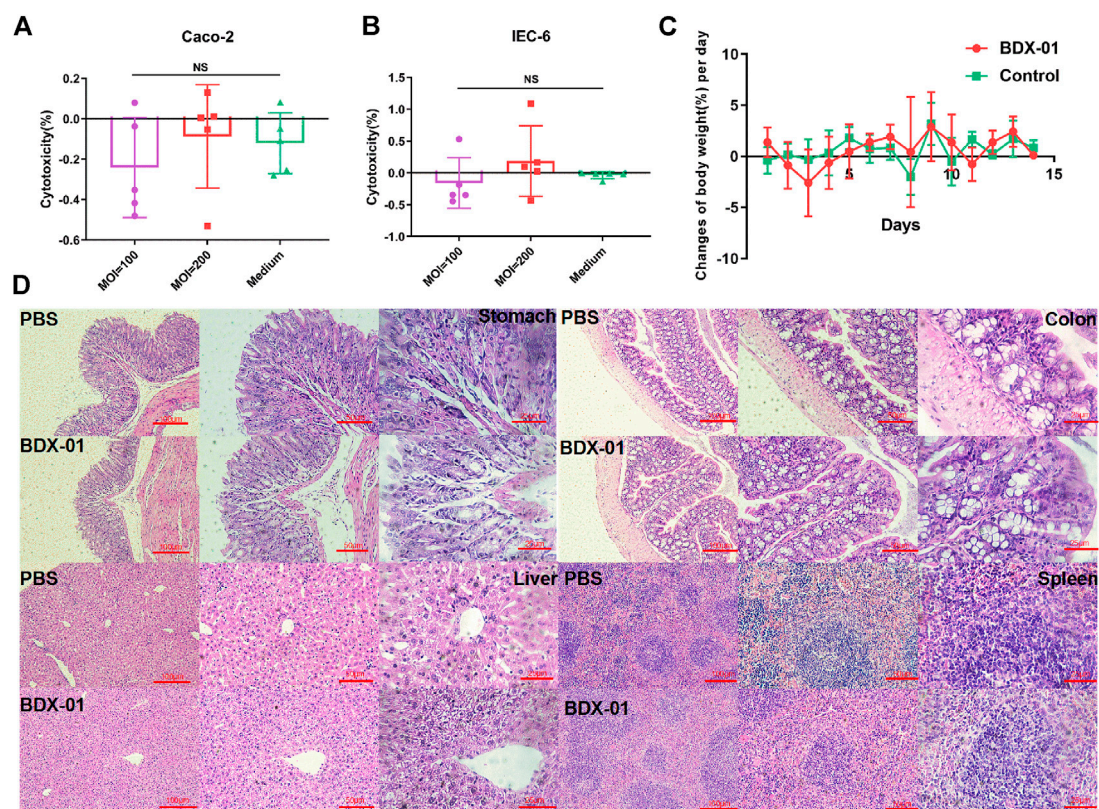 A
Caco-2
NS
Cytotoxicity(%)
0.2
0.0
-0.2
-0.4
-0.6
MOI=100
MOI=200
Medium
B
IEC-6
NS
Cytotoxicity(%)
1.5
1.0
0.5
0.0
-0.5
-1.0
MOI=100
MOI=200
Medium
C
BDX-01
Control
Changes of body weight(%) per day
10
5
0
-5
-10
5
10
15
Days
D
PBS
Stomach
PBS
Colon
BDX-01
BDX-01
PBS
Liver
PBS
Spleen
BDX-01
BDX-01